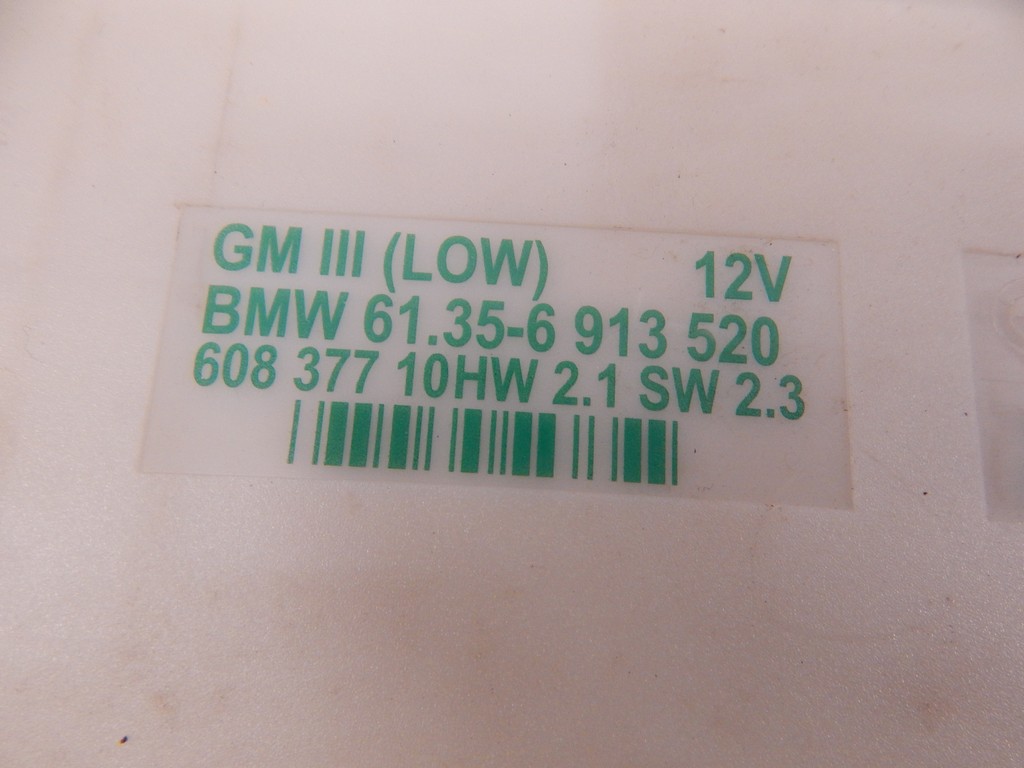 GM III (LOW) 12V
BMW 61.35-6 913 520
608 377 10HW 2.1 SW 2.3